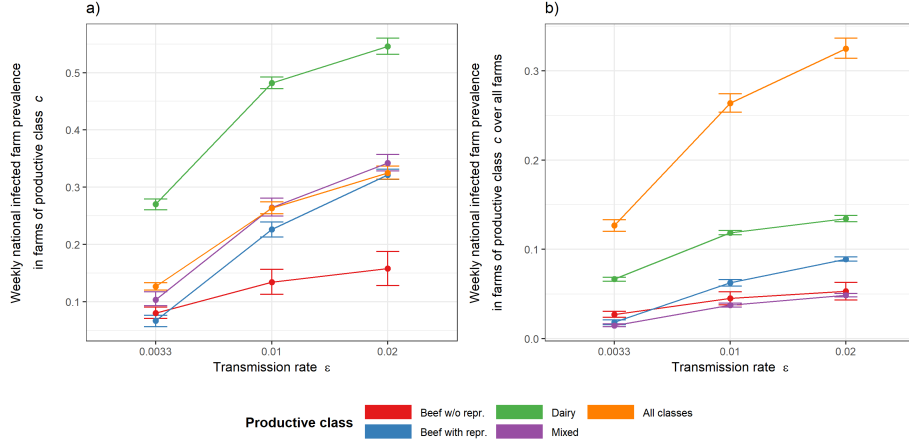 a)
Weekly national infected farm prevalence
in farms of productive class c
0.5
0.4
0.3
0.2
0.1
0.0033
0.01
0.02
Transmission rate ε
b)
Weekly national infected farm prevalence
in farms of productive class c over all farms
0.3
0.2
0.1
0.0
0.0033
0.01
0.02
Transmission rate ε
Productive class
Beef w/o repr.
Beef with repr.
Dairy
Mixed
All classes